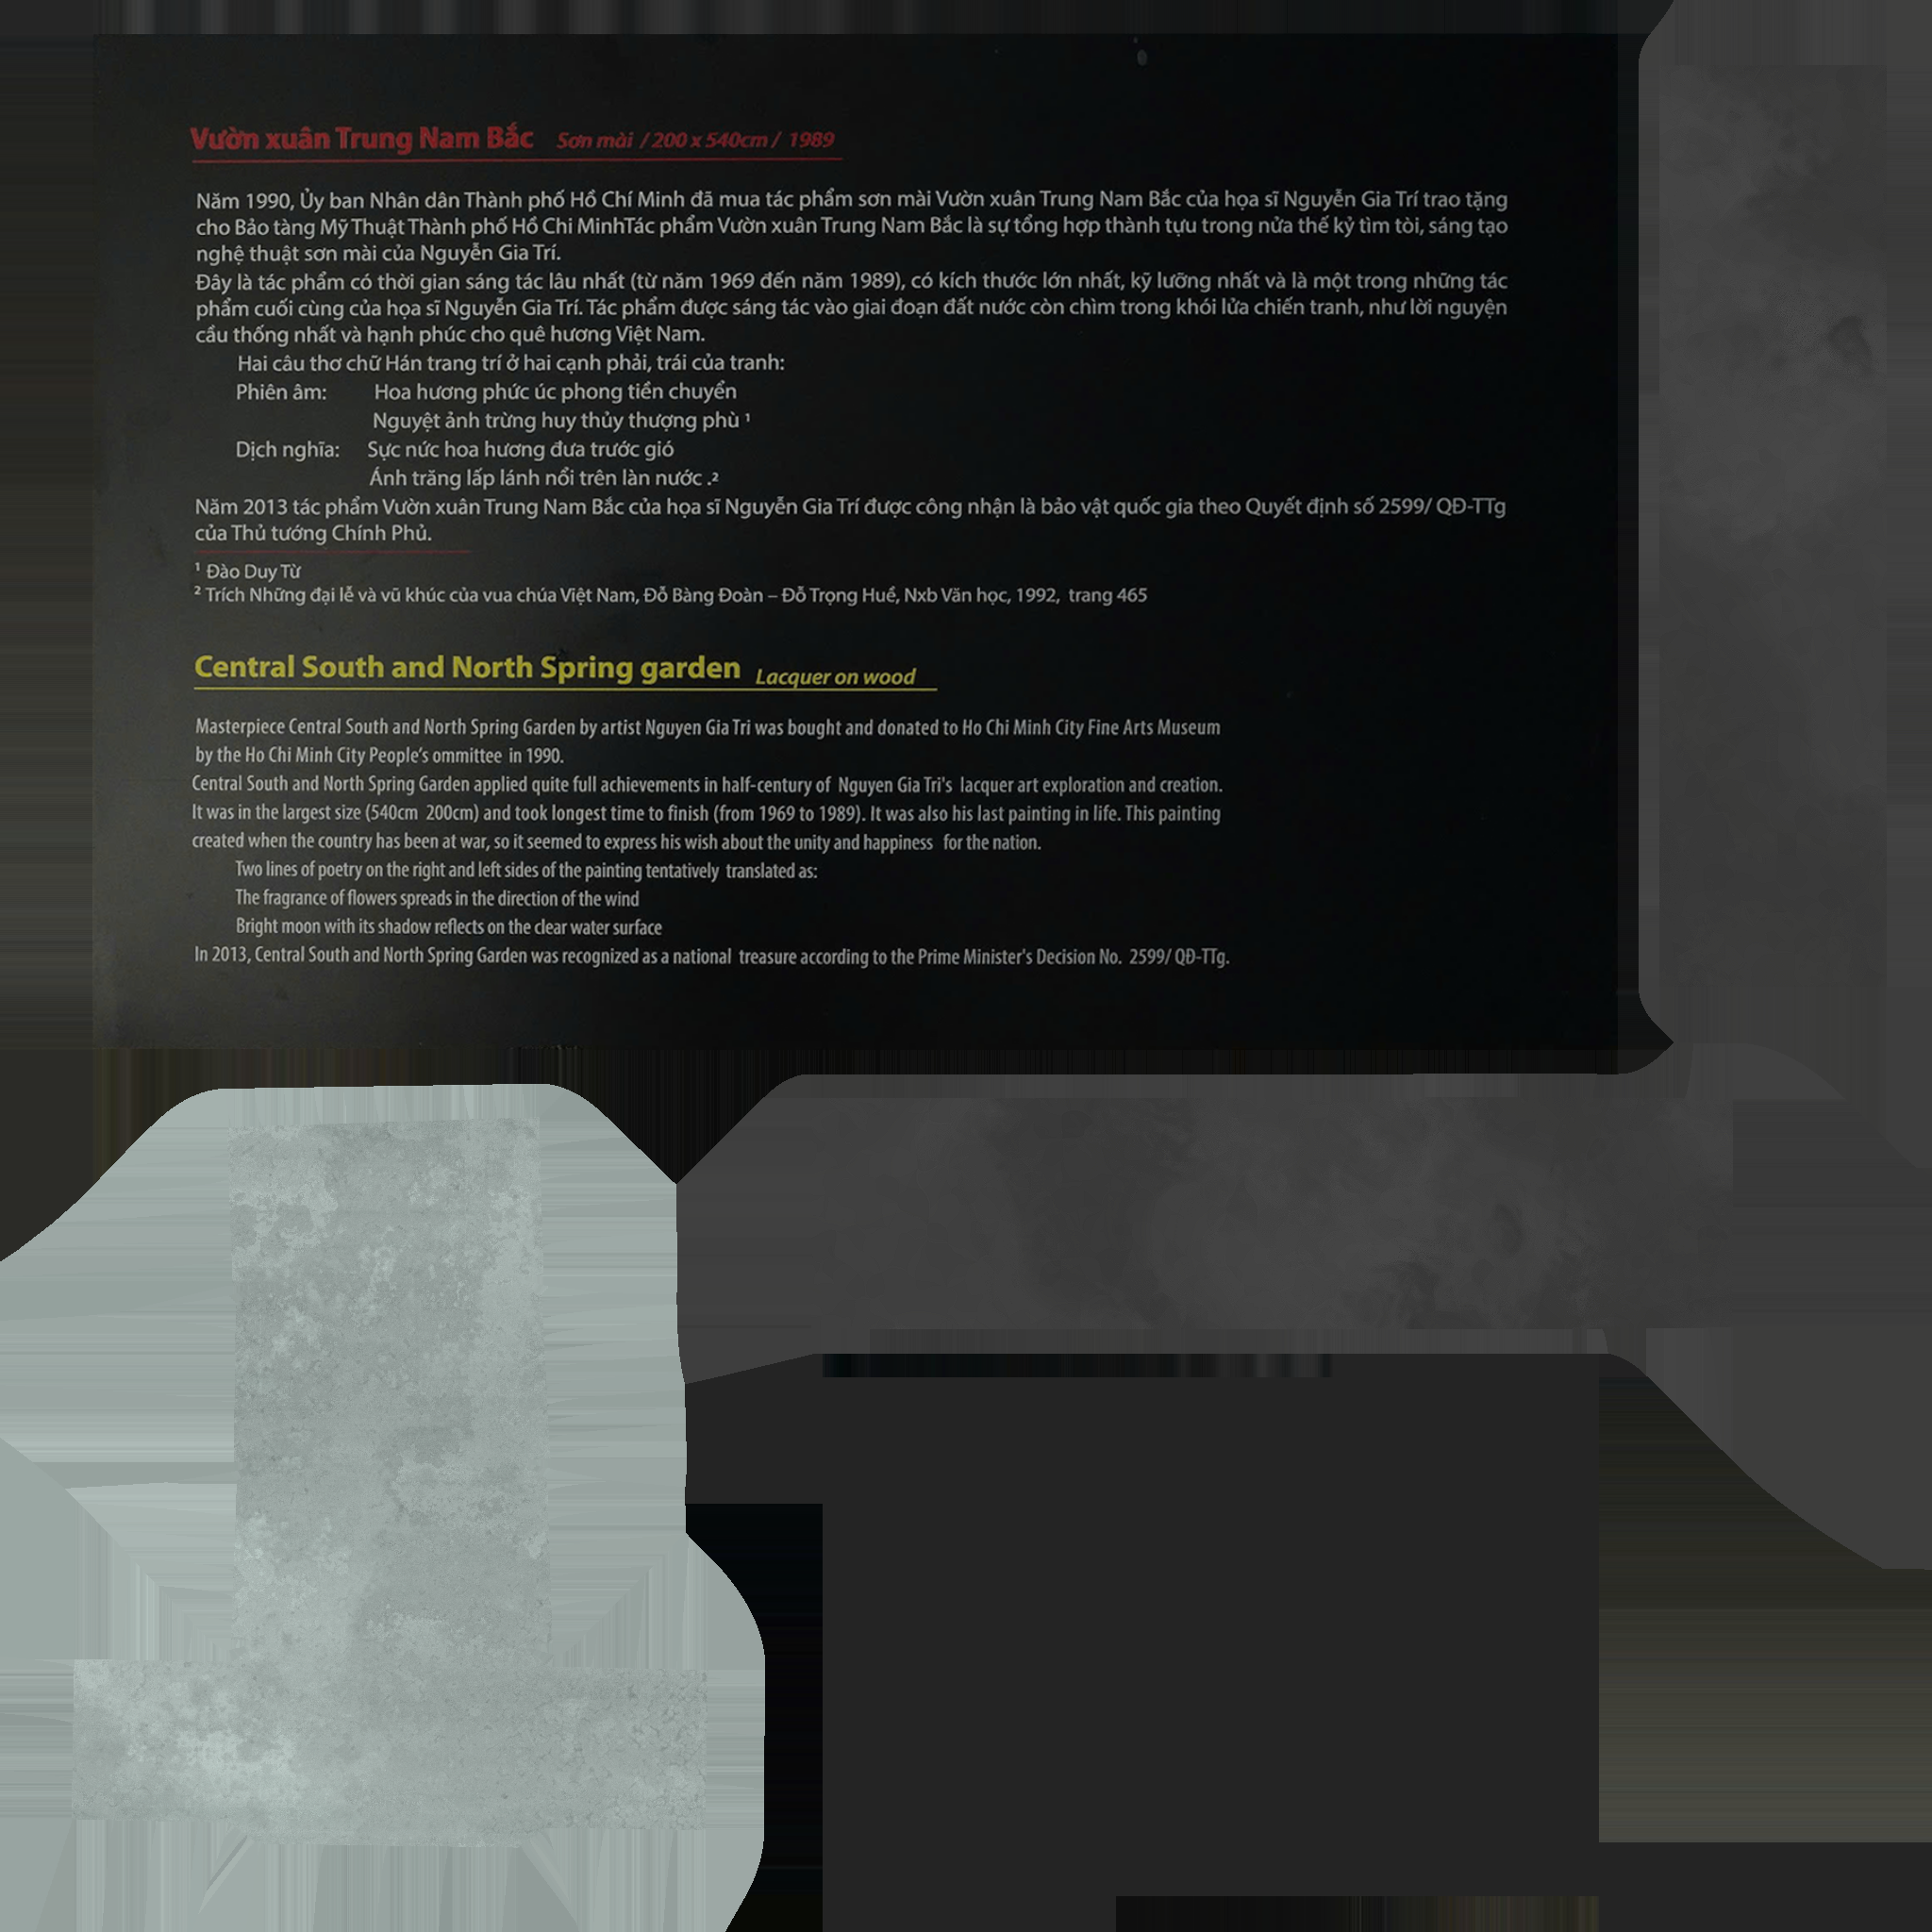 Vườn xuân Trung Nam Bắc Sơn mài / 200 x 540cm / 1989
Năm 1990, Ủy ban Nhân dân Thành phố Hồ Chí Minh đã mua tác phẩm sơn mài Vườn xuân Trung Nam Bắc của họa sĩ Nguyễn Gia Trí trao tặng
cho Bảo tàng Mỹ Thuật Thành phố Hồ Chi MinhTác phẩm Vườn xuân Trung Nam Bắc là sự tổng hợp thành tựu trong nửa thế kỷ tìm tòi, sáng tạo
nghệ thuật sơn mài của Nguyễn Gia Trí.
Đây là tác phẩm có thời gian sáng tác lâu nhất (từ năm 1969 đến năm 1989), có kích thước lớn nhất, kỹ lưỡng nhất và là một trong những tác
phẩm cuối cùng của họa sĩ Nguyễn Gia Trí. Tác phẩm được sáng tác vào giai đoạn đất nước còn chìm trong khói lửa chiến tranh, như lời nguyện
cầu thống nhất và hạnh phúc cho quê hương Việt Nam.
Hai câu thơ chữ Hán trang trí ở hai cạnh phải, trái của tranh:
Phiên âm: Hoa hương phức úc phong tiền chuyển
Nguyệt ảnh trừng huy thủy thượng phù ¹
Dịch nghĩa: Sực nức hoa hương đưa trước gió
Ánh trăng lấp lánh nổi trên làn nước .²
Năm 2013 tác phẩm Vườn xuân Trung Nam Bắc của họa sĩ Nguyễn Gia Trí được công nhận là bảo vật quốc gia theo Quyết định số 2599/ QĐ-TTg
của Thủ tướng Chính Phủ.
¹ Đào Duy Từ
² Trích Những đại lễ và vũ khúc của vua chúa Việt Nam, Đỗ Bàng Đoàn – Đỗ Trọng Huề, Nxb Văn học, 1992, trang 465
Central South and North Spring garden Lacquer on wood
Masterpiece Central South and North Spring Garden by artist Nguyen Gia Tri was bought and donated to Ho Chi Minh City Fine Arts Museum
by the Ho Chi Minh City People's ommittee in 1990.
Central South and North Spring Garden applied quite full achievements in half-century of Nguyen Gia Tri's lacquer art exploration and creation.
It was in the largest size (540cm 200cm) and took longest time to finish (from 1969 to 1989). It was also his last painting in life. This painting
created when the country has been at war, so it seemed to express his wish about the unity and happiness for the nation.
Two lines of poetry on the right and left sides of the painting tentatively translated as:
The fragrance of flowers spreads in the direction of the wind
Bright moon with its shadow reflects on the clear water surface
In 2013, Central South and North Spring Garden was recognized as a national treasure according to the Prime Minister's Decision No. 2599/ QĐ-TTg.